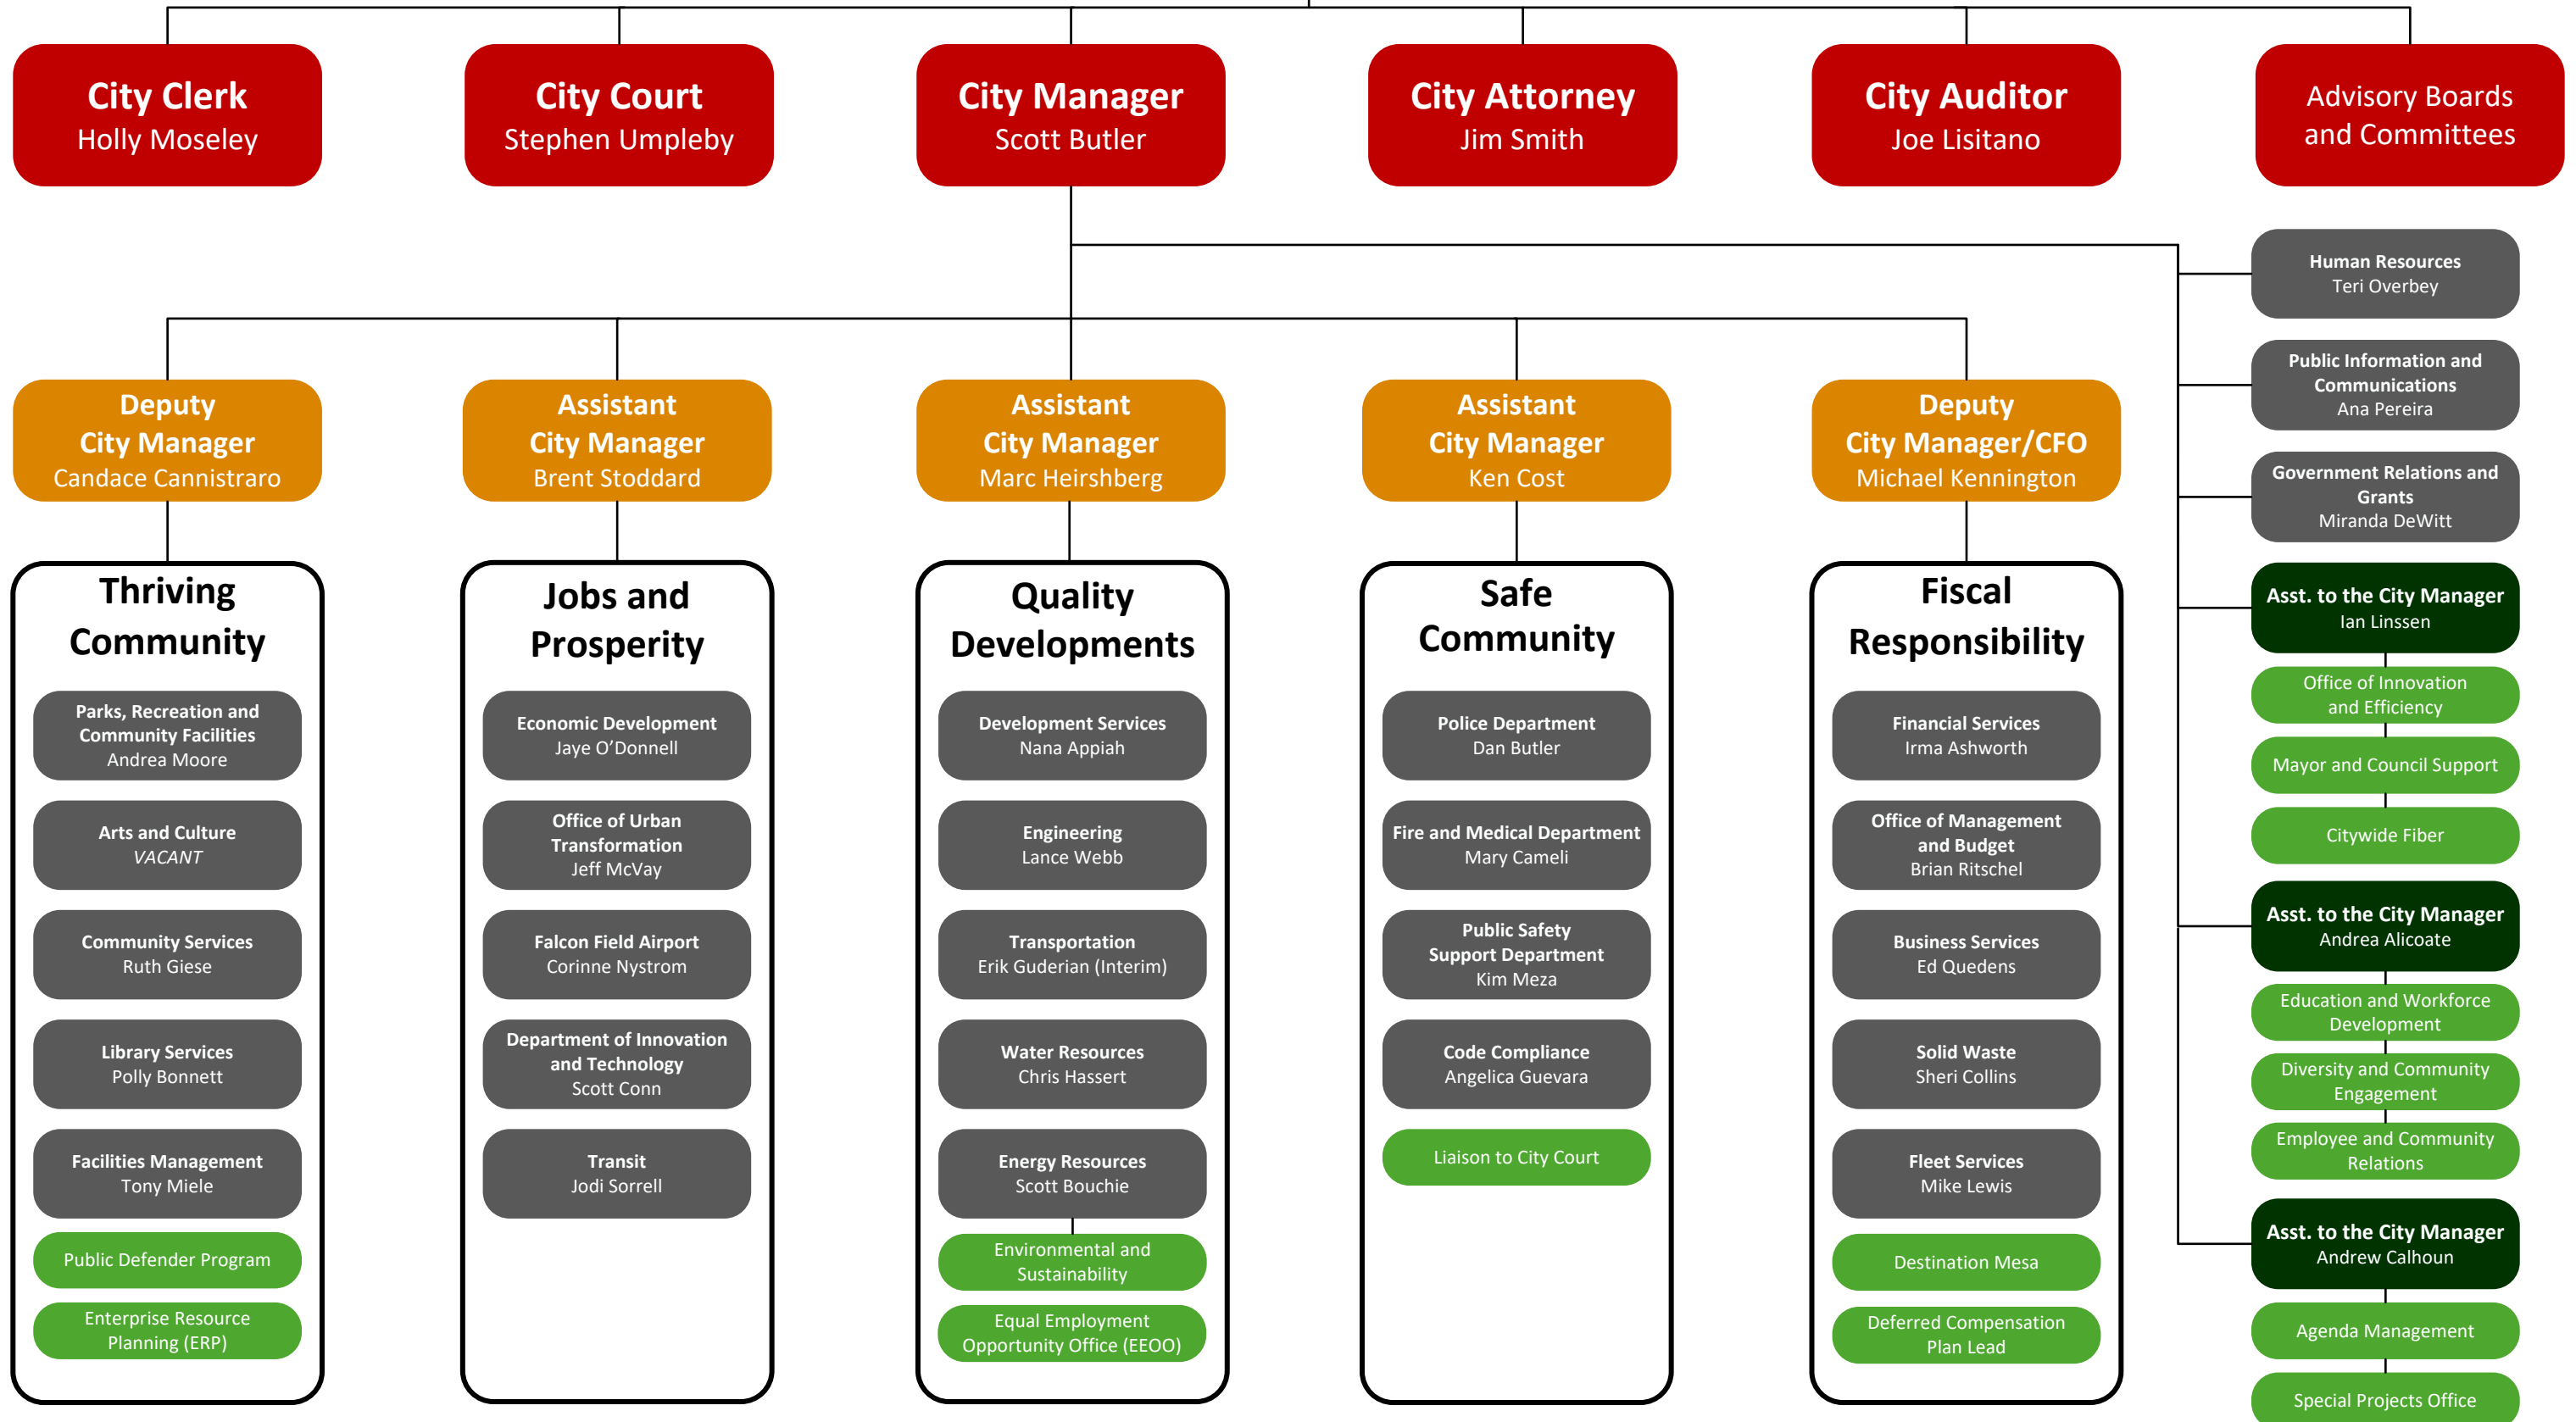 City Clerk
Holly Moseley
City Court
Stephen Umpleby
City Manager
Scott Butler
City Attorney
Jim Smith
City Auditor
Joe Lisitano
Advisory Boards
and Committees
Deputy
City Manager
Candace Cannistraro
Assistant
City Manager
Brent Stoddard
Assistant
City Manager
Marc Heirshberg
Assistant
City Manager
Ken Cost
Deputy
City Manager/CFO
Michael Kennington
Thriving
Community
Parks, Recreation and
Community Facilities
Andrea Moore
Arts and Culture
VACANT
Community Services
Ruth Giese
Library Services
Polly Bonnett
Facilities Management
Tony Miele
Public Defender Program
Enterprise Resource
Planning (ERP)
Jobs and
Prosperity
Economic Development
Jaye O’Donnell
Office of Urban
Transformation
Jeff McVay
Falcon Field Airport
Corinne Nystrom
Department of Innovation
and Technology
Scott Conn
Transit
Jodi Sorrell
Quality
Developments
Development Services
Nana Appiah
Engineering
Lance Webb
Transportation
Erik Guderian (Interim)
Water Resources
Chris Hassert
Energy Resources
Scott Bouchie
Environmental and
Sustainability
Equal Employment
Opportunity Office (EEOO)
Safe
Community
Police Department
Dan Butler
Fire and Medical Department
Mary Cameli
Public Safety
Support Department
Kim Meza
Code Compliance
Angelica Guevara
Liaison to City Court
Fiscal
Responsibility
Financial Services
Irma Ashworth
Office of Management
and Budget
Brian Ritschel
Business Services
Ed Quedens
Solid Waste
Sheri Collins
Fleet Services
Mike Lewis
Destination Mesa
Deferred Compensation
Plan Lead
Human Resources
Teri Overbey
Public Information and
Communications
Ana Pereira
Government Relations and
Grants
Miranda DeWitt
Asst. to the City Manager
Ian Linssen
Office of Innovation
and Efficiency
Mayor and Council Support
Citywide Fiber
Asst. to the City Manager
Andrea Alicoate
Education and Workforce
Development
Diversity and Community
Engagement
Employee and Community
Relations
Asst. to the City Manager
Andrew Calhoun
Agenda Management
Special Projects Office